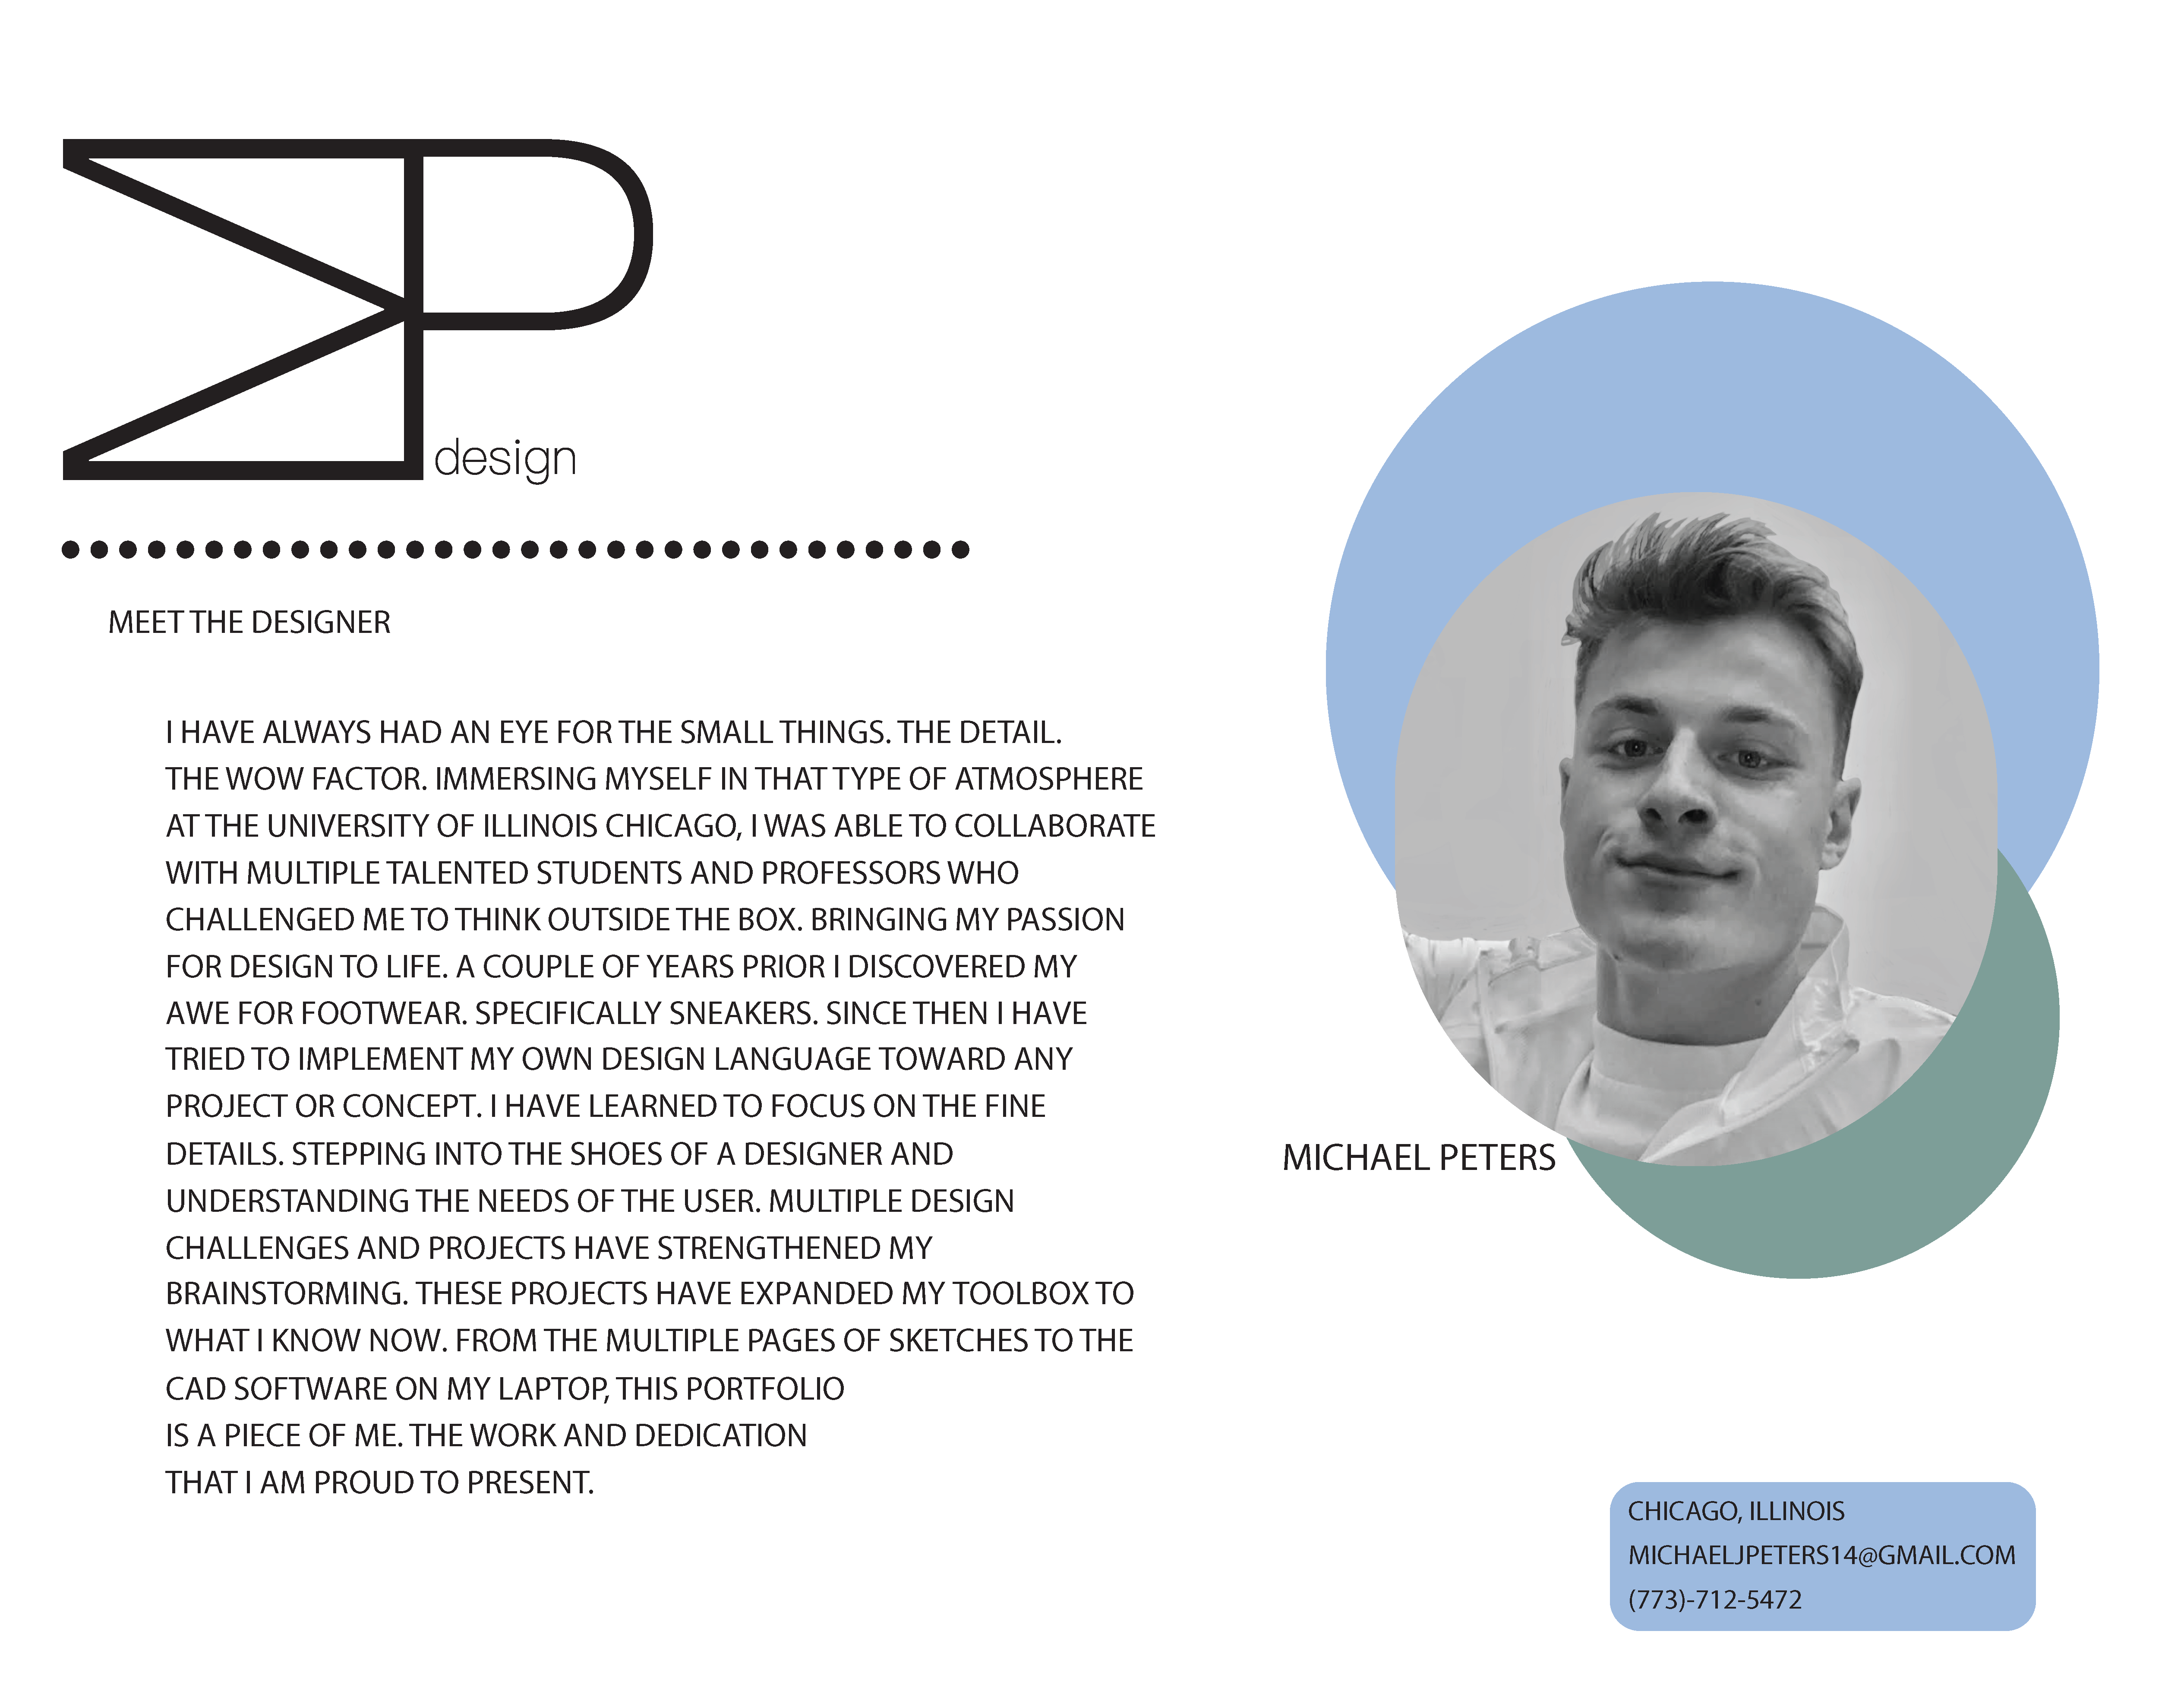 MP
design
MEET THE DESIGNER
I HAVE ALWAYS HAD AN EYE FOR THE SMALL THINGS. THE DETAIL.
THE WOW FACTOR. IMMERSING MYSELF IN THAT TYPE OF ATMOSPHERE
AT THE UNIVERSITY OF ILLINOIS CHICAGO, I WAS ABLE TO COLLABORATE
WITH MULTIPLE TALENTED STUDENTS AND PROFESSORS WHO
CHALLENGED ME TO THINK OUTSIDE THE BOX. BRINGING MY PASSION
FOR DESIGN TO LIFE. A COUPLE OF YEARS PRIOR I DISCOVERED MY
AWE FOR FOOTWEAR. SPECIFICALLY SNEAKERS. SINCE THEN I HAVE
TRIED TO IMPLEMENT MY OWN DESIGN LANGUAGE TOWARD ANY
PROJECT OR CONCEPT. I HAVE LEARNED TO FOCUS ON THE FINE
DETAILS. STEPPING INTO THE SHOES OF A DESIGNER AND
UNDERSTANDING THE NEEDS OF THE USER. MULTIPLE DESIGN
CHALLENGES AND PROJECTS HAVE STRENGTHENED MY
BRAINSTORMING. THESE PROJECTS HAVE EXPANDED MY TOOLBOX TO
WHAT I KNOW NOW. FROM THE MULTIPLE PAGES OF SKETCHES TO THE
CAD SOFTWARE ON MY LAPTOP, THIS PORTFOLIO
IS A PIECE OF ME. THE WORK AND DEDICATION
THAT I AM PROUD TO PRESENT.
MICHAEL PETERS
CHICAGO, ILLINOIS
MICHAELJPETERS14@GMAIL.COM
(773)-712-5472